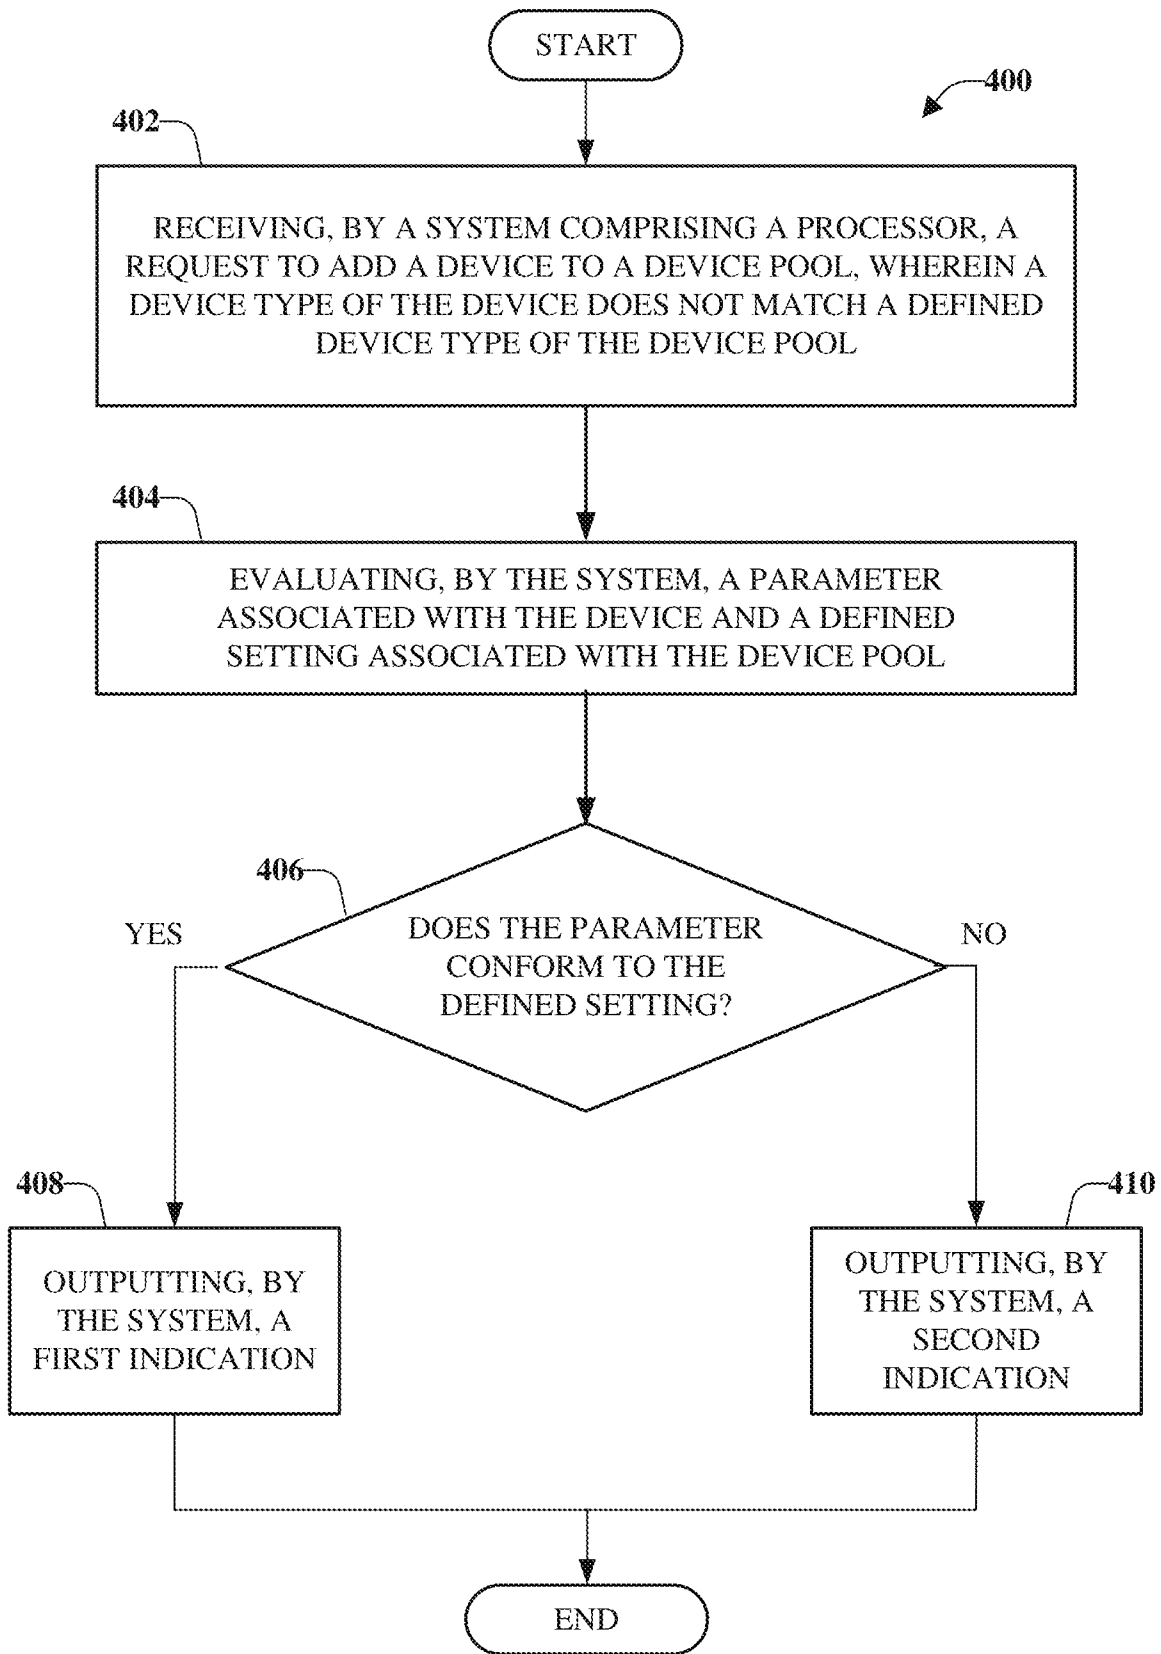 START
400
402
RECEIVING, BY A SYSTEM COMPRISING A PROCESSOR, A
REQUEST TO ADD A DEVICE TO A DEVICE POOL, WHEREIN A
DEVICE TYPE OF THE DEVICE DOES NOT MATCH A DEFINED
DEVICE TYPE OF THE DEVICE POOL
404
EVALUATING, BY THE SYSTEM, A PARAMETER
ASSOCIATED WITH THE DEVICE AND A DEFINED
SETTING ASSOCIATED WITH THE DEVICE POOL
406
YES
DOES THE PARAMETER
CONFORM TO THE
DEFINED SETTING?
NO
408
OUTPUTTING, BY
THE SYSTEM, A
FIRST INDICATION
410
OUTPUTTING, BY
THE SYSTEM, A
SECOND
INDICATION
END